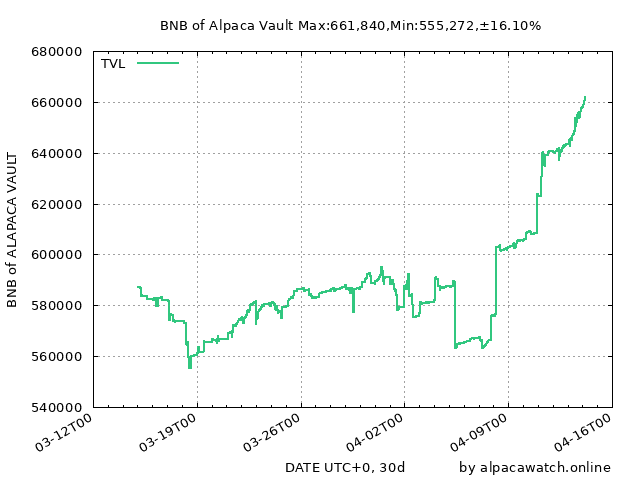 BNB of Alpaca Vault Max:661,840,Min:555,272,±16.10%
680000
TVL
660000
640000
620000
600000
580000
560000
540000
BNB of ALAPACA VAULT
03-12T00
03-19T00
03-26T00
04-02T00
04-09T00
04-16T00
DATE UTC+0, 30d
by alpacawatch.online